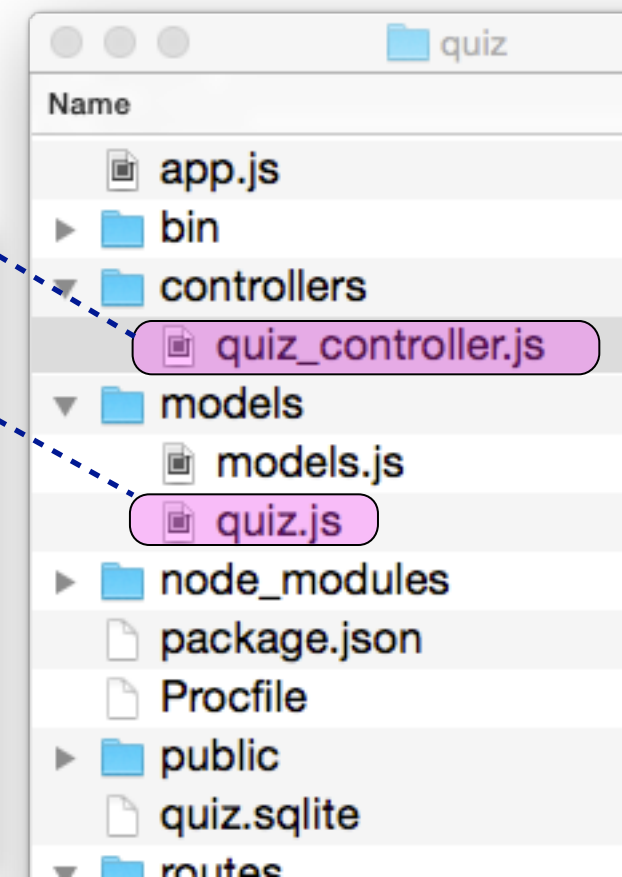 quiz
Name
app.js
bin
controllers
quiz_controller.js
models
models.js
quiz.js
node_modules
package.json
Procfile
public
quiz.sqlite
routes